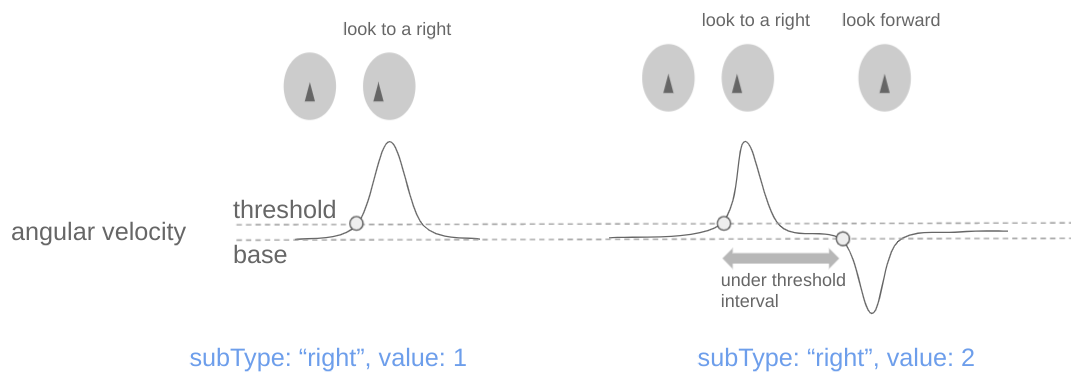 look to a right
look to a right
look forward
threshold
angular velocity
base
under threshold
interval
subType: “right”, value: 1
subType: “right”, value: 2